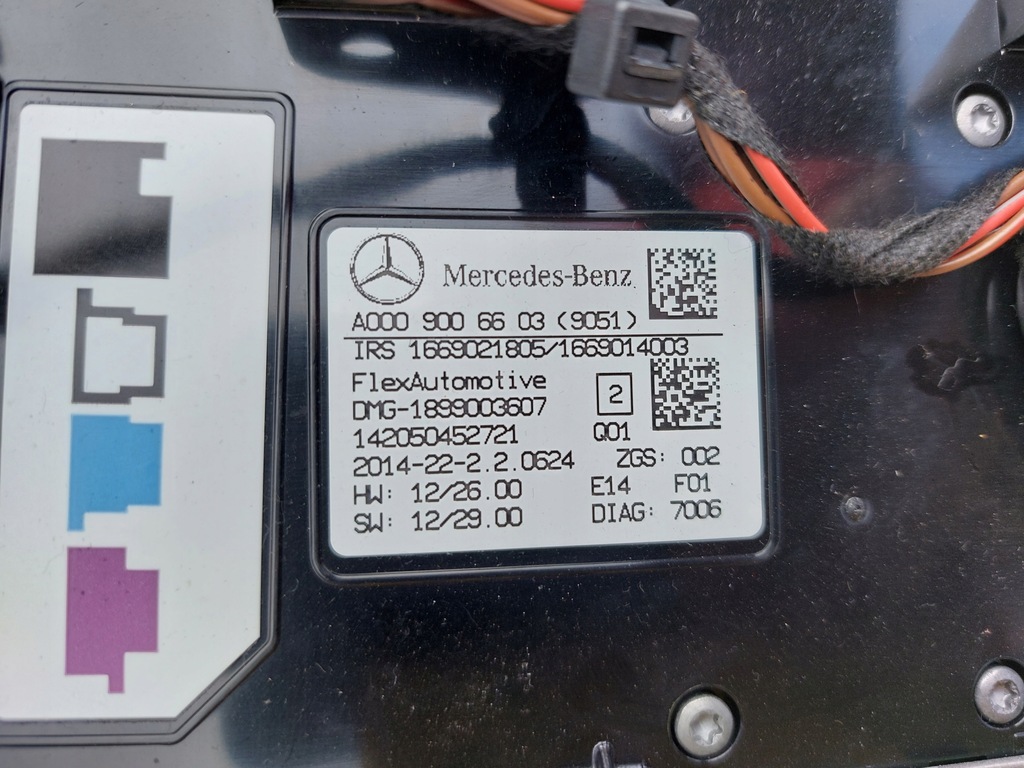 Mercedes-Benz
A000 900 66 03 (9051)
IRS 1669021805/1669014003
FlexAutomotive
DMG-1899003607
2
142050452721
Q01
2014-22-2.2.0624 ZGS: 002
HW: 12/26.00 E14 F01
SW: 12/29.00 DIAG: 7006